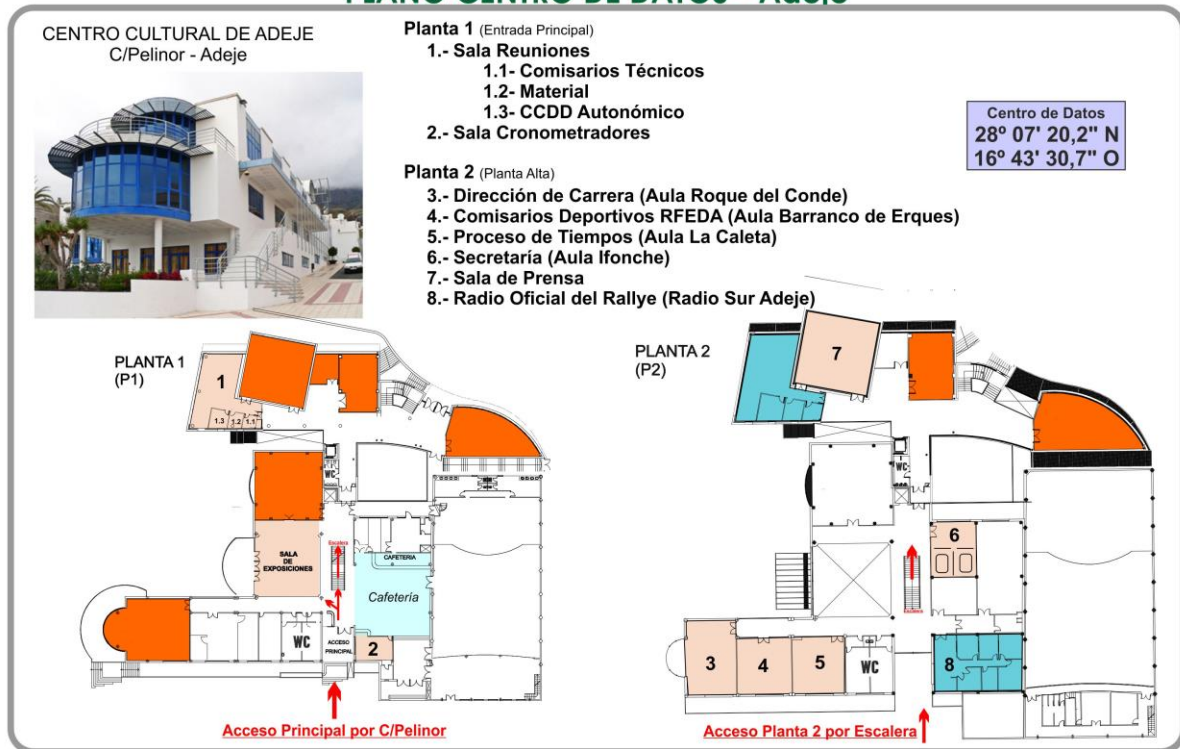 PLANO CENTRO DE DATOS - Adeje
CENTRO CULTURAL DE ADEJE
C/Pelinor - Adeje
Planta 1 (Entrada Principal)
1.- Sala Reuniones
1.1- Comisarios Técnicos
1.2- Material
1.3- CCDD Autonómico
2.- Sala Cronometradores
Planta 2 (Planta Alta)
3.- Dirección de Carrera (Aula Roque del Conde)
4.- Comisarios Deportivos RFEDA (Aula Barranco de Erques)
5.- Proceso de Tiempos (Aula La Caleta)
6.- Secretaría (Aula Ifonche)
7.- Sala de Prensa
8.- Radio Oficial del Rallye (Radio Sur Adeje)
Centro de Datos
28º 07' 20,2" N
16º 43' 30,7" O
PLANTA 1
(P1)
1
1.3 1.2 1.1
WC
SALA
DE
EXPOSICIONES
Escalera
CAFETERIA
Cafetería
WC
ACCESO
PRINCIPAL
2
Acceso Principal por C/Pelinor
PLANTA 2
(P2)
7
WC
6
Escalera
3
4
5
WC
8
Acceso Planta 2 por Escalera